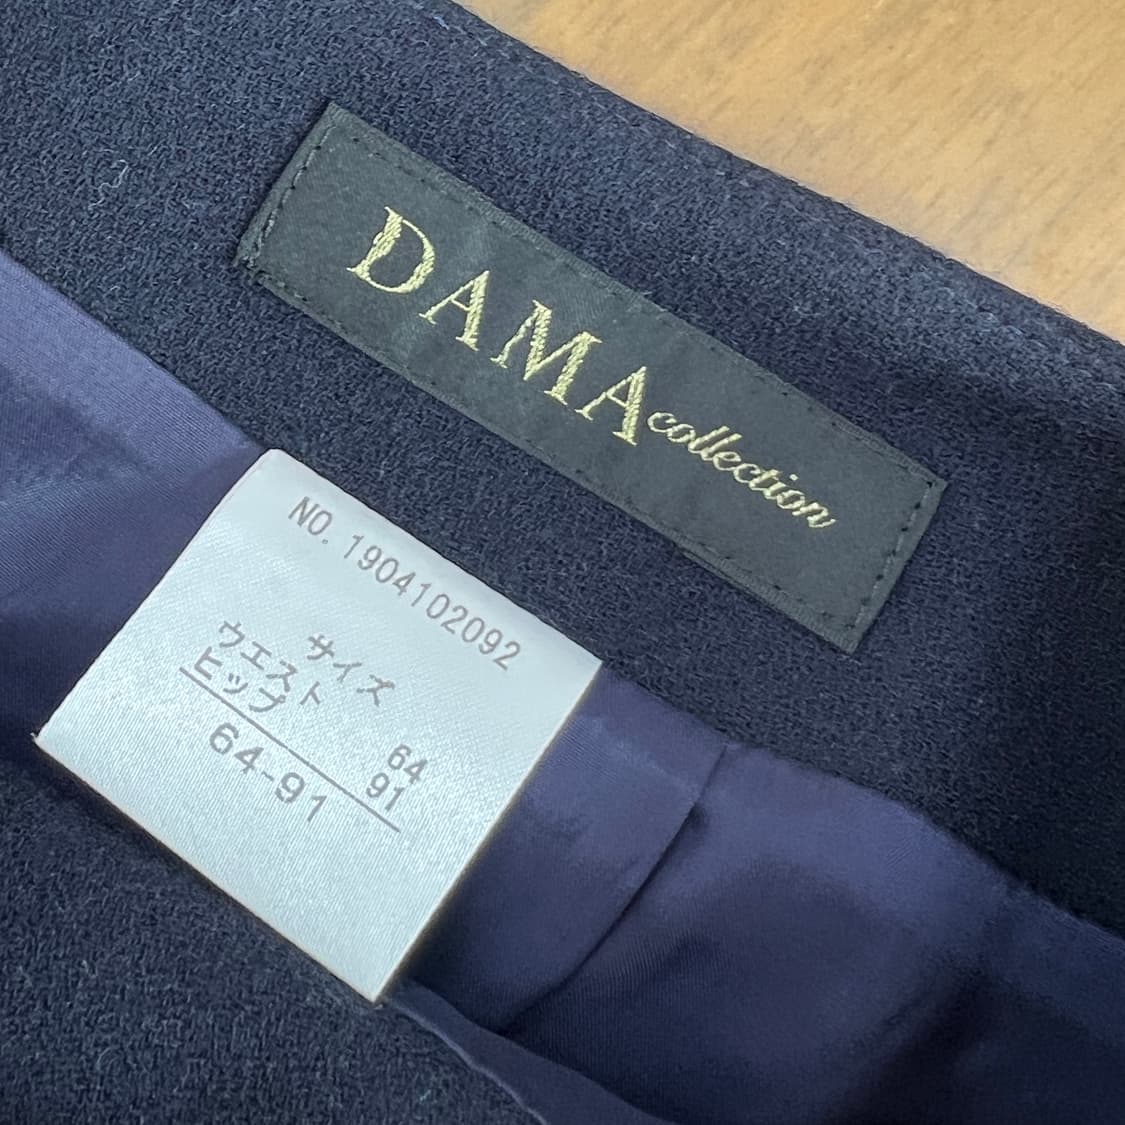 DAMA collection
NO. 1904102092
サイズ
ウエスト 64
ヒップ 91
64-91